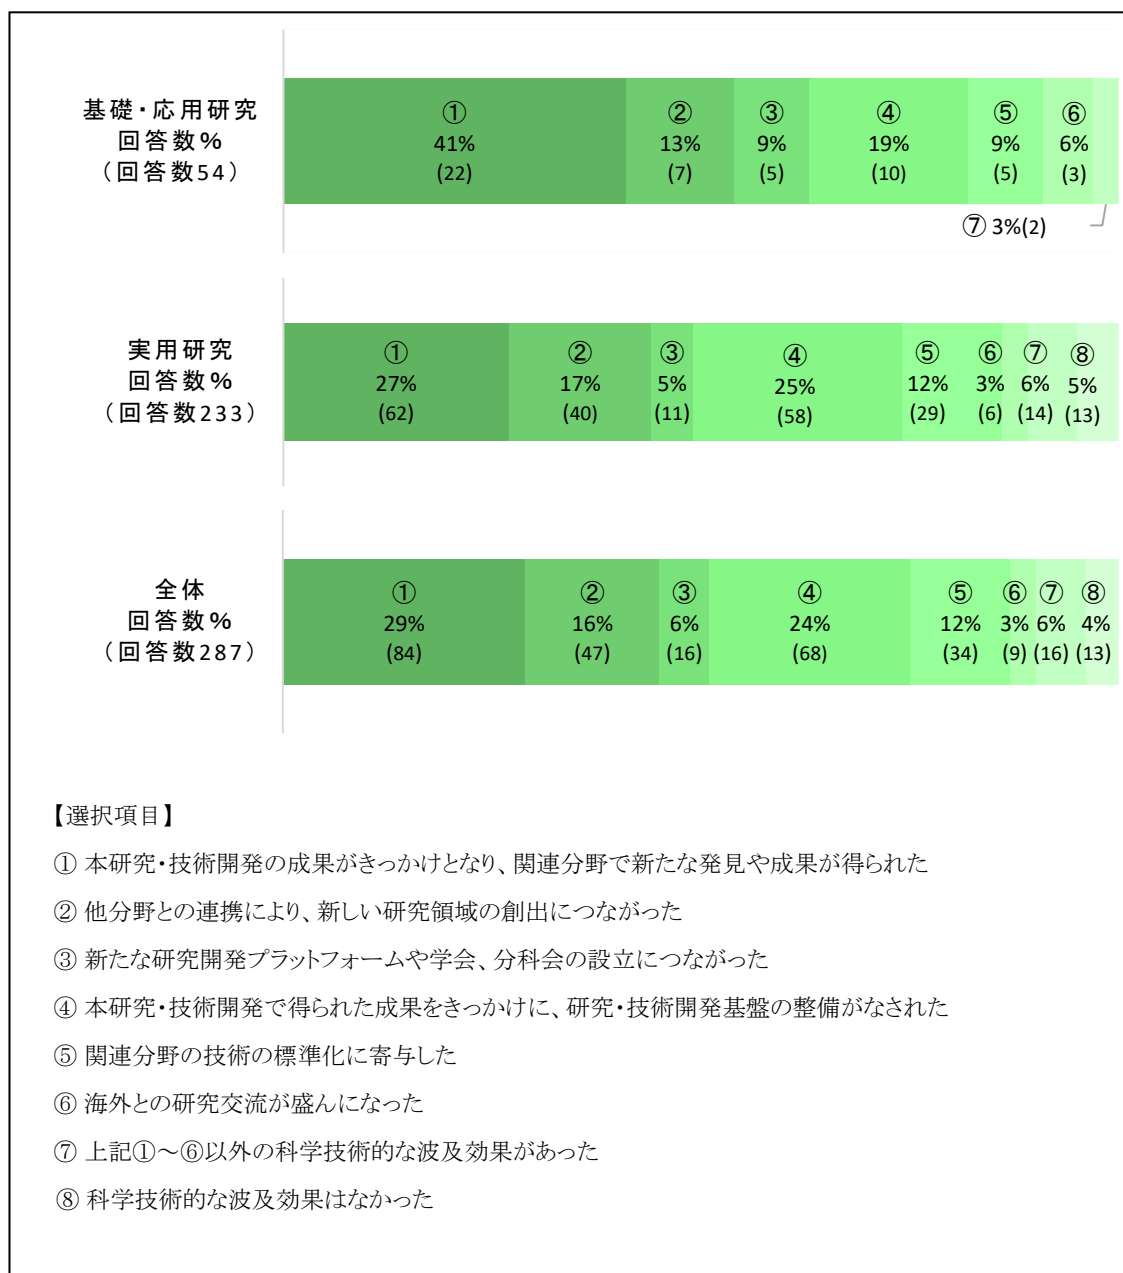 基礎・応用研究
回答数%
（回答数54）
① ② ③ ④ ⑤ ⑥
41% 13% 9% 19% 9% 6%
(22) (7) (5) (10) (5) (3)
⑦ 3%(2)
実用研究
回答数%
（回答数233）
① ② ③ ④ ⑤ ⑥ ⑦ ⑧
27% 17% 5% 25% 12% 3% 6% 5%
(62) (40) (11) (58) (29) (6) (14) (13)
全体
回答数%
（回答数287）
① ② ③ ④ ⑤ ⑥ ⑦ ⑧
29% 16% 6% 24% 12% 3% 6% 4%
(84) (47) (16) (68) (34) (9) (16) (13)
【選択項目】
① 本研究・技術開発の成果がきっかけとなり、関連分野で新たな発見や成果が得られた
② 他分野との連携により、新しい研究領域の創出につながった
③ 新たな研究開発プラットフォームや学会、分科会の設立につながった
④ 本研究・技術開発で得られた成果をきっかけに、研究・技術開発基盤の整備がなされた
⑤ 関連分野の技術の標準化に寄与した
⑥ 海外との研究交流が盛んになった
⑦ 上記①～⑥以外の科学技術的な波及効果があった
⑧ 科学技術的な波及効果はなかった